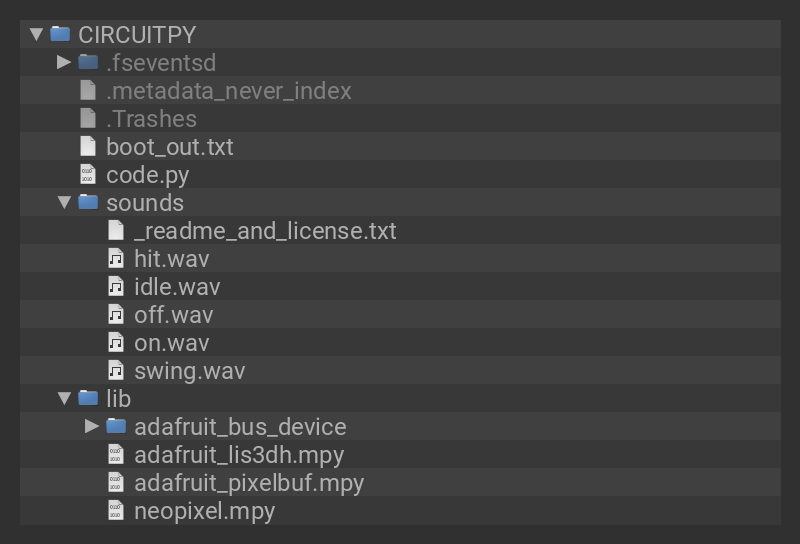 CIRCUITPY
.fseventsd
.metadata_never_index
.Trashes
boot_out.txt
code.py
sounds
_readme_and_license.txt
hit.wav
idle.wav
off.wav
on.wav
swing.wav
lib
adafruit_bus_device
adafruit_lis3dh.mpy
adafruit_pixelbuf.mpy
neopixel.mpy